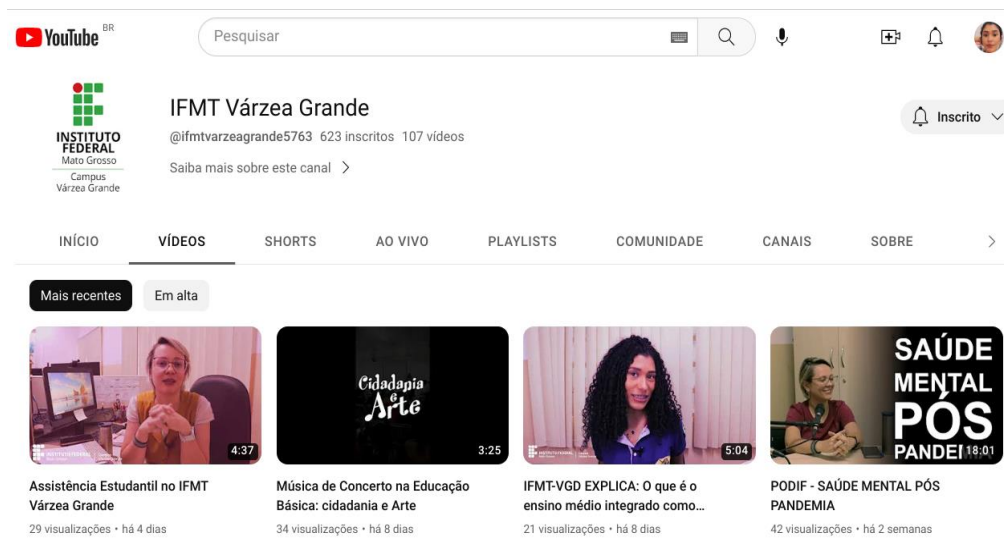 YouTube BR
Pesquisar
INSTITUTO
FEDERAL
Mato Grosso
Campus
Várzea Grande
IFMT Várzea Grande
@ifmtvarzeagrande5763 623 inscritos 107 vídeos
Saiba mais sobre este canal
Inscrito
INÍCIO VÍDEOS SHORTS AO VIVO PLAYLISTS COMUNIDADE CANAIS SOBRE
Mais recentes Em alta
INSTITUTO FEDERAL
4:37
Cidadania
e
Arte
3:25
INSTITUTO FEDERAL
5:04
SAÚDE
MENTAL
PÓS
18:01
Assistência Estudantil no IFMT
Várzea Grande
29 visualizações • há 4 dias
Música de Concerto na Educação
Básica: cidadania e Arte
34 visualizações • há 8 dias
IFMT-VGD EXPLICA: O que é o
ensino médio integrado como...
21 visualizações • há 8 dias
PODIF - SAÚDE MENTAL PÓS
PANDEMIA
42 visualizações • há 2 semanas